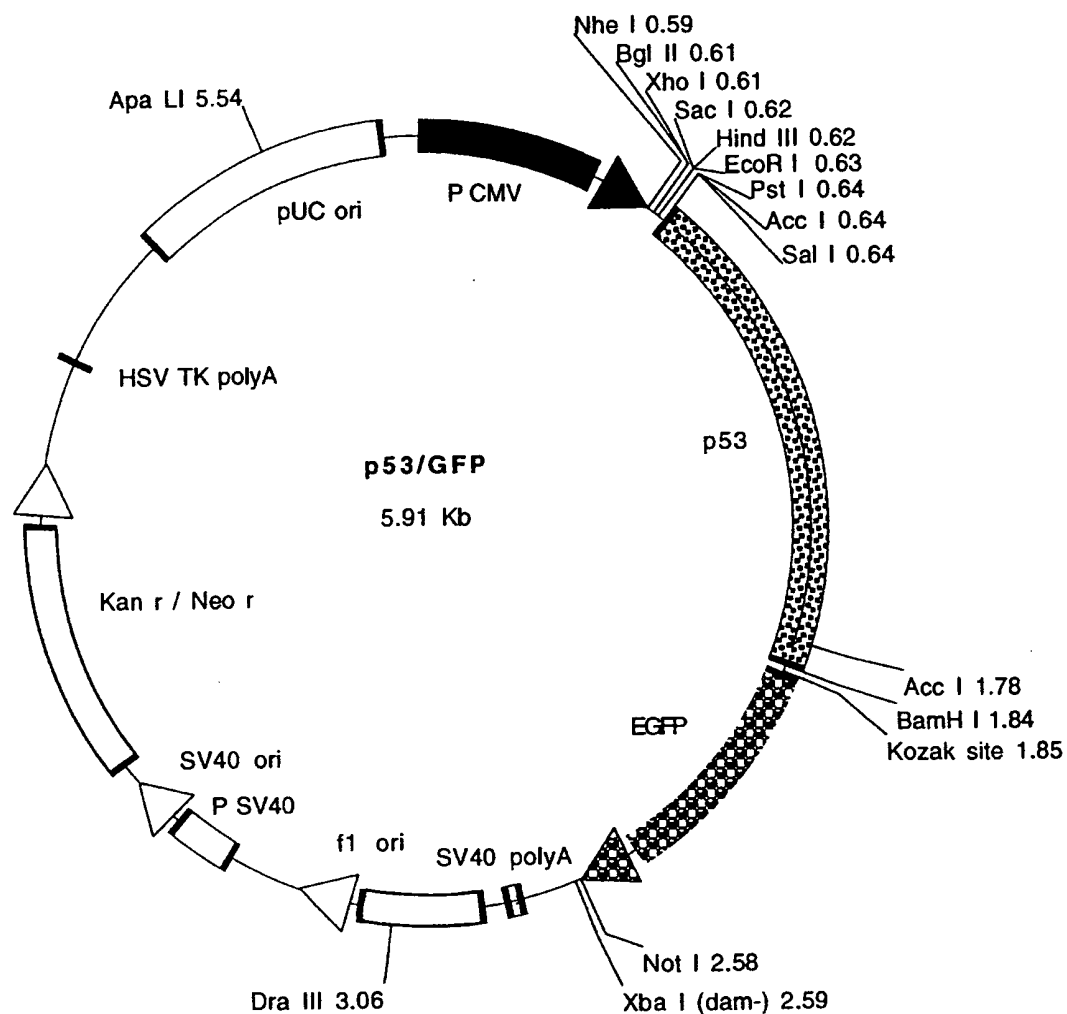 Nhe I 0.59
Bgl II 0.61
Xho I 0.61
Sac I 0.62
Hind III 0.62
EcoR I 0.63
Pst I 0.64
Acc I 0.64
Sal I 0.64
Apa LI 5.54
P CMV
pUC ori
HSV TK polyA
p53
p53/GFP
5.91 Kb
Kan r / Neo r
Acc I 1.78
BamH I 1.84
Kozak site 1.85
EGFP
SV40 ori
P SV40
f1 ori
SV40 polyA
Not I 2.58
Xba I (dam-) 2.59
Dra III 3.06